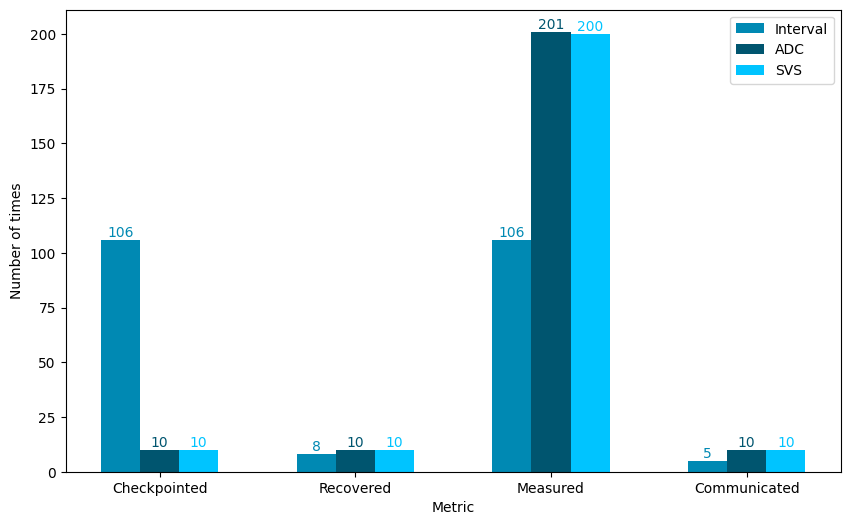 Number of times
200
175
150
125
100
75
50
25
0
106
10
10
8
10
10
106
201
200
5
10
10
Checkpointed
Recovered
Measured
Communicated
Metric
Interval
ADC
SVS